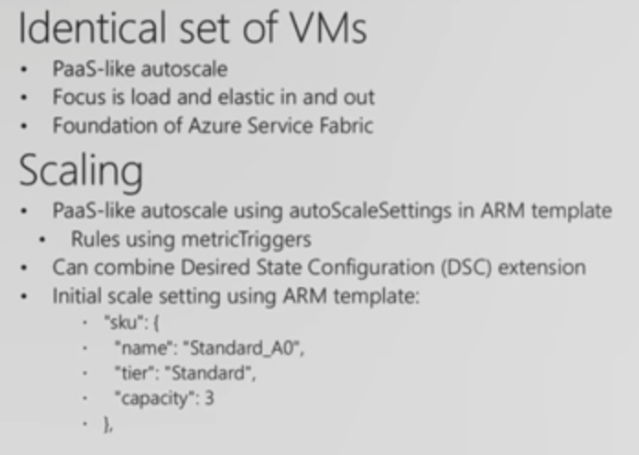 Identical set of VMs
• PaaS-like autoscale
• Focus is load and elastic in and out
• Foundation of Azure Service Fabric
Scaling
• PaaS-like autoscale using autoScaleSettings in ARM template
• Rules using metricTriggers
• Can combine Desired State Configuration (DSC) extension
• Initial scale setting using ARM template:
• "sku": {
• "name": "Standard_A0",
• "tier": "Standard",
• "capacity": 3
• },